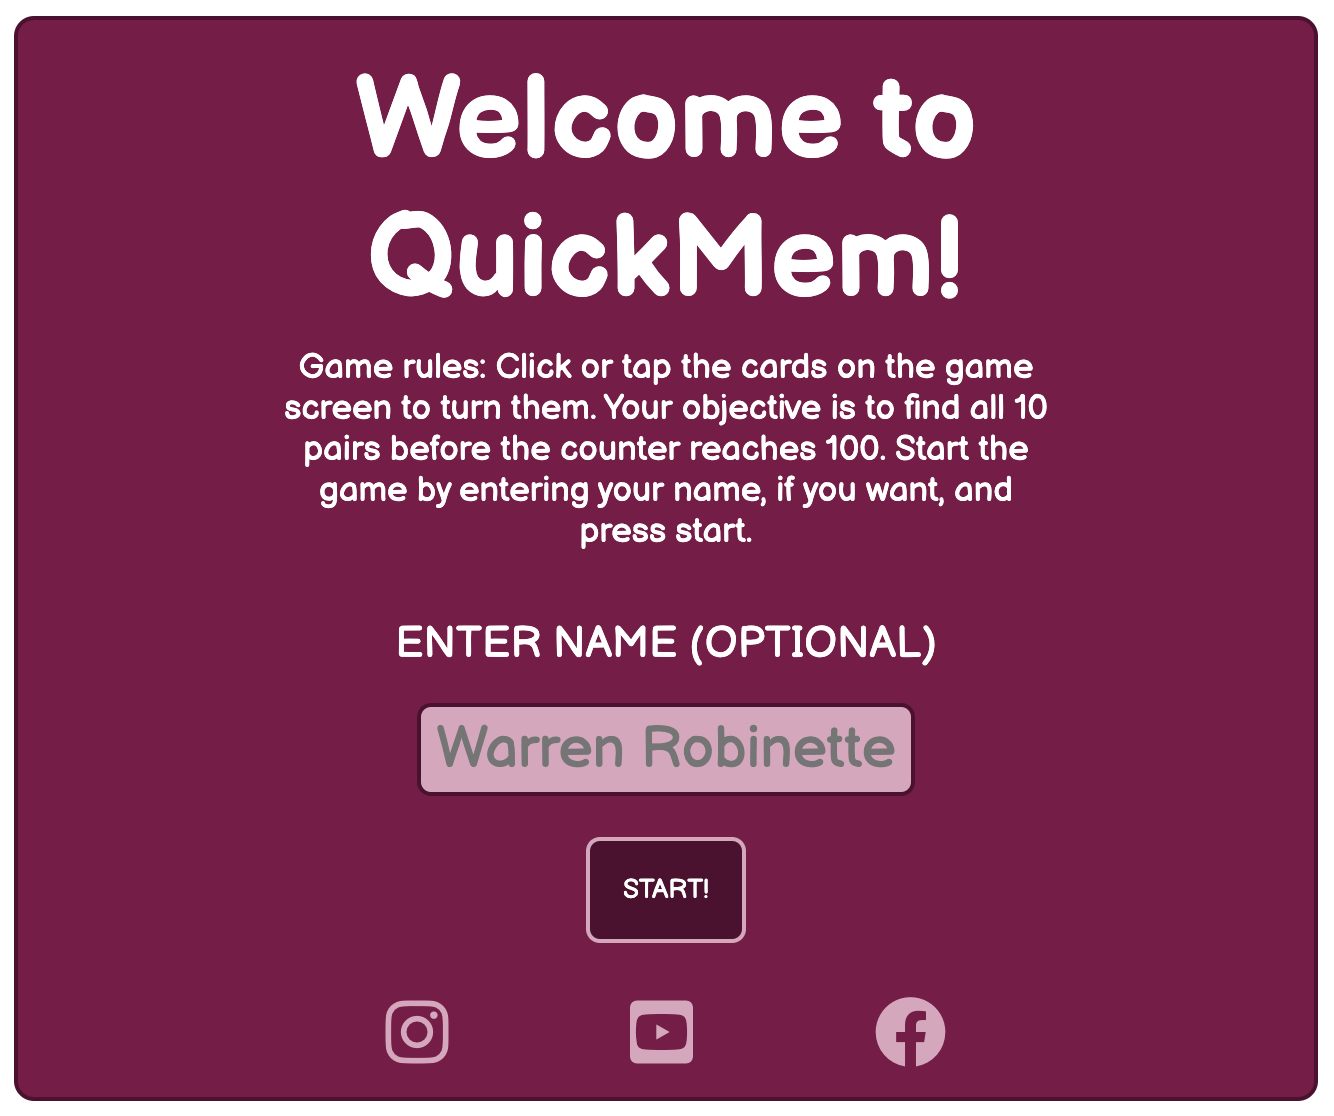 Welcome to
QuickMem!
Game rules: Click or tap the cards on the game
screen to turn them. Your objective is to find all 10
pairs before the counter reaches 100. Start the
game by entering your name, if you want, and
press start.
ENTER NAME (OPTIONAL)
Warren Robinette
START!